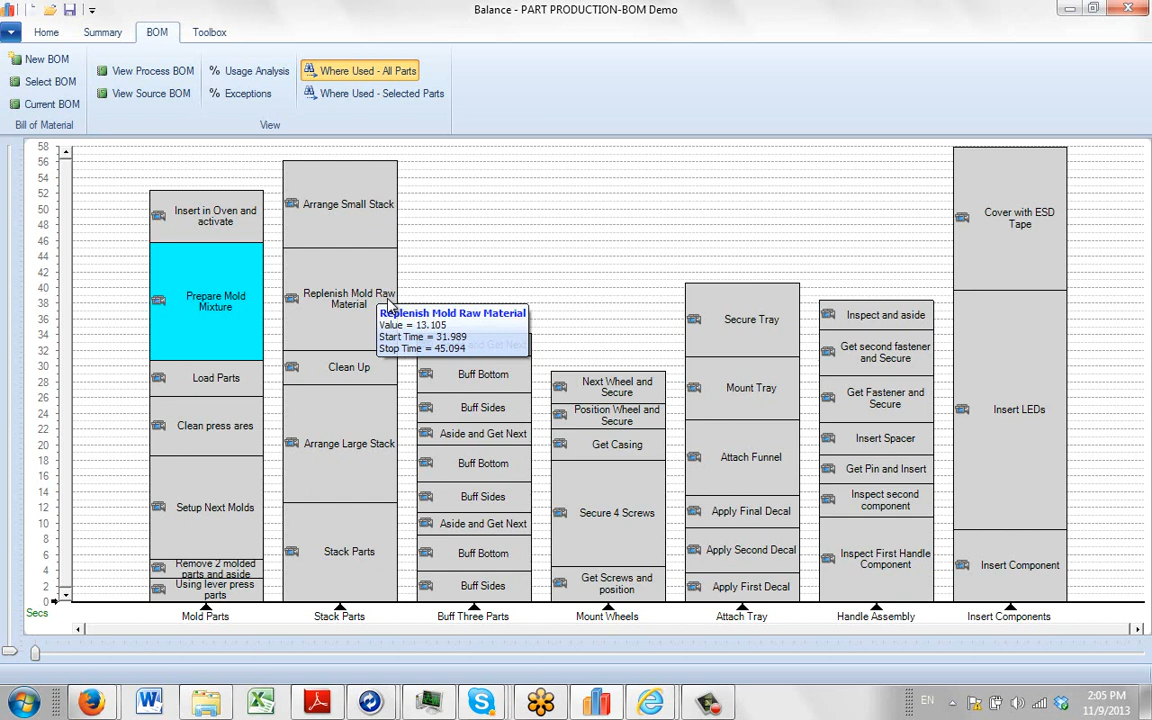 Balance - PART PRODUCTION-BOM Demo
Home
Summary
BOM
Toolbox
New BOM
Select BOM
Current BOM
Bill of Material
View Process BOM
View Source BOM
% Usage Analysis
% Exceptions
Where Used - All Parts
Where Used - Selected Parts
View
58
56
54
52
50
48
46
44
42
40
38
36
34
32
30
28
26
24
22
20
18
16
14
12
10
8
6
4
2
0
Secs
Insert in Oven and
activate
Prepare Mold
Mixture
Load Parts
Clean press ares
Setup Next Molds
Remove 2 molded
parts and aside
Using lever press
parts
Mold Parts
Arrange Small Stack
Replenish Mold Raw
Material
Clean Up
Arrange Large Stack
Stack Parts
Stack Parts
Replenish Mold Raw Material
Value = 13.105
Start Time = 31.989
Stop Time = 45.094
Aside and Get Next
Buff Bottom
Buff Sides
Aside and Get Next
Buff Bottom
Buff Sides
Aside and Get Next
Buff Bottom
Buff Sides
Buff Three Parts
Next Wheel and
Secure
Position Wheel and
Secure
Get Casing
Secure 4 Screws
Get Screws and
position
Mount Wheels
Secure Tray
Mount Tray
Attach Funnel
Apply Final Decal
Apply Second Decal
Apply First Decal
Attach Tray
Inspect and aside
Get second fastener
and Secure
Get Fastener and
Secure
Insert Spacer
Get Pin and Insert
Inspect second
component
Inspect First Handle
Component
Handle Assembly
Cover with ESD
Tape
Insert LEDs
Insert Component
Insert Components
EN
2:05 PM
11/9/2013